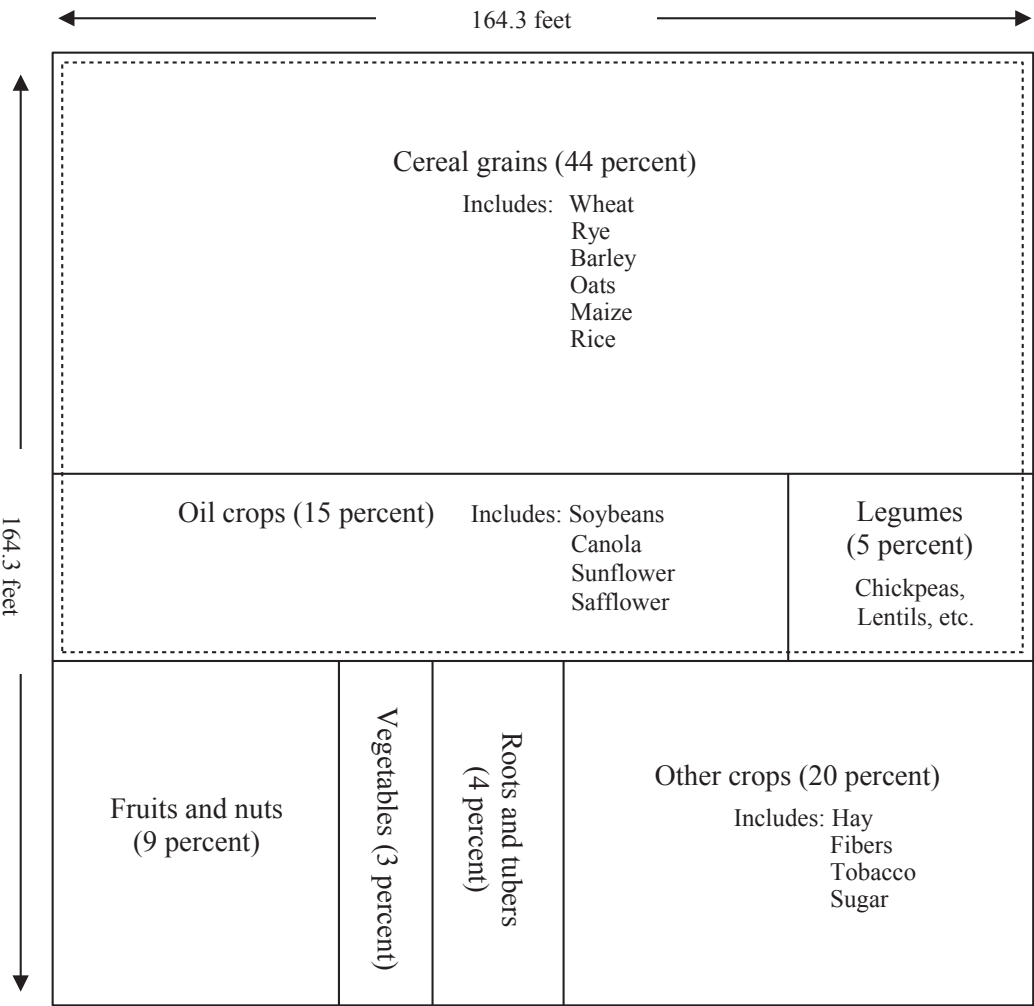 164.3 feet
164.3 feet
Cereal grains (44 percent)
Includes: Wheat
Rye
Barley
Oats
Maize
Rice
Oil crops (15 percent)
Includes: Soybeans
Canola
Sunflower
Safflower
Legumes
(5 percent)
Chickpeas,
Lentils, etc.
Fruits and nuts
(9 percent)
Vegetables (3 percent)
Roots and tubers
(4 percent)
Other crops (20 percent)
Includes: Hay
Fibers
Tobacco
Sugar